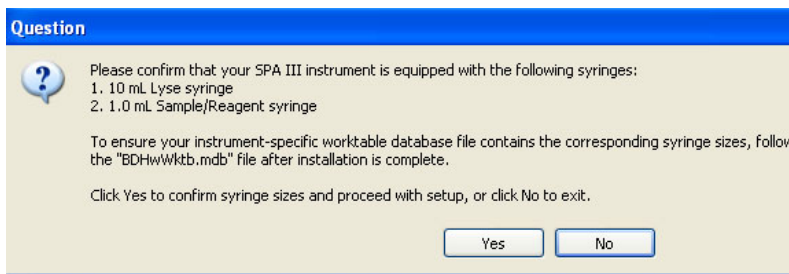 Question
Please confirm that your SPA III instrument is equipped with the following syringes:
1. 10 mL Lyse syringe
2. 1.0 mL Sample/Reagent syringe
To ensure your instrument-specific worktable database file contains the corresponding syringe sizes, follow
the "BDHwWktb.mdb" file after installation is complete.
Click Yes to confirm syringe sizes and proceed with setup, or click No to exit.
Yes
No